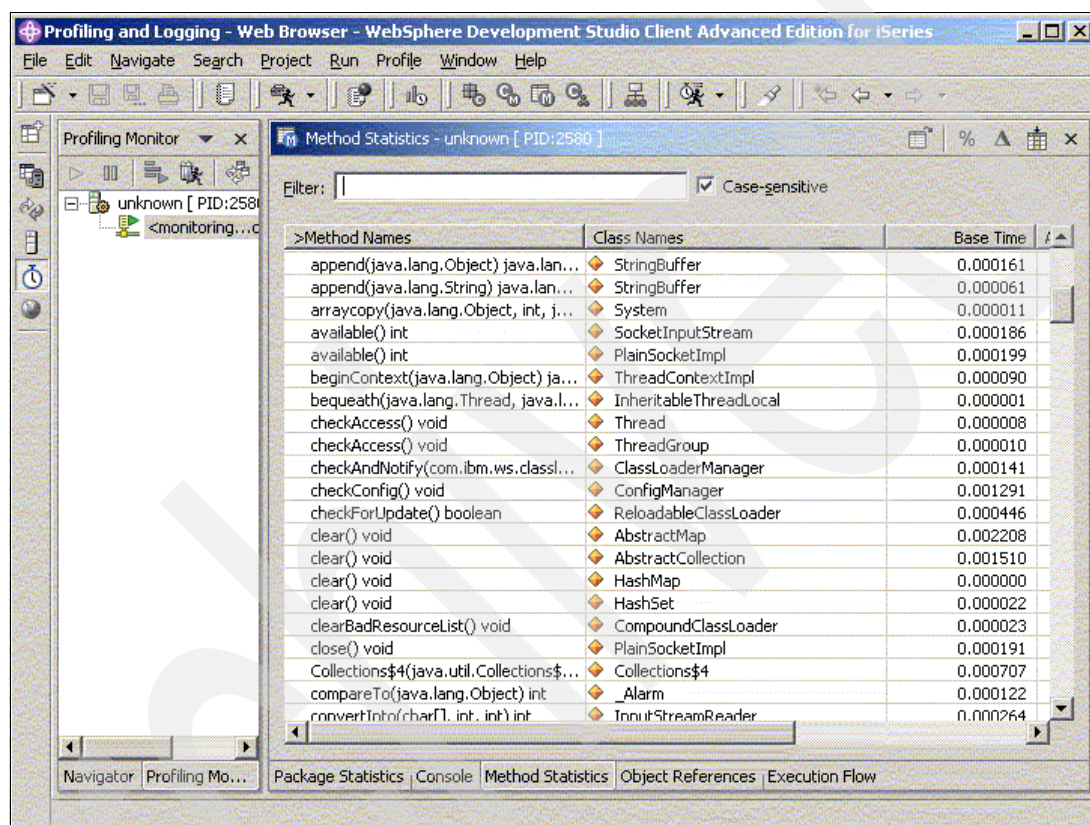 Profiling and Logging - Web Browser - WebSphere Development Studio Client Advanced Edition for iSeries
File Edit Navigate Search Project Run Profile Window Help
Profiling Monitor
unknown [ PID:258
<monitoring...c
Method Statistics - unknown [ PID:2580 ]
Filter: Case-sensitive
>Method Names Class Names Base Time
append(java.lang.Object) java.lan... StringBuffer 0.000161
append(java.lang.String) java.lan... StringBuffer 0.000061
arraycopy(java.lang.Object, int, j... System 0.000011
available() int SocketInputStream 0.000186
available() int PlainSocketImpl 0.000199
beginContext(java.lang.Object) ja... ThreadContextImpl 0.000090
bequeath(java.lang.Thread, java.l... InheritableThreadLocal 0.000001
checkAccess() void Thread 0.000008
checkAccess() void ThreadGroup 0.000010
checkAndNotify(com.ibm.ws.classl... ClassLoaderManager 0.000141
checkConfig() void ConfigManager 0.001291
checkForUpdate() boolean ReloadableClassLoader 0.000446
clear() void AbstractMap 0.002208
clear() void AbstractCollection 0.001510
clear() void HashMap 0.000000
clear() void HashSet 0.000022
clearBadResourceList() void CompoundClassLoader 0.000023
close() void PlainSocketImpl 0.000191
Collections$4(java.util.Collections$... Collections$4 0.000707
compareTo(java.lang.Object) int _Alarm 0.000122
convertInto(char[], int, int) int InputStreamReader 0.000264
Navigator Profiling Mo...
Package Statistics Console Method Statistics Object References Execution Flow